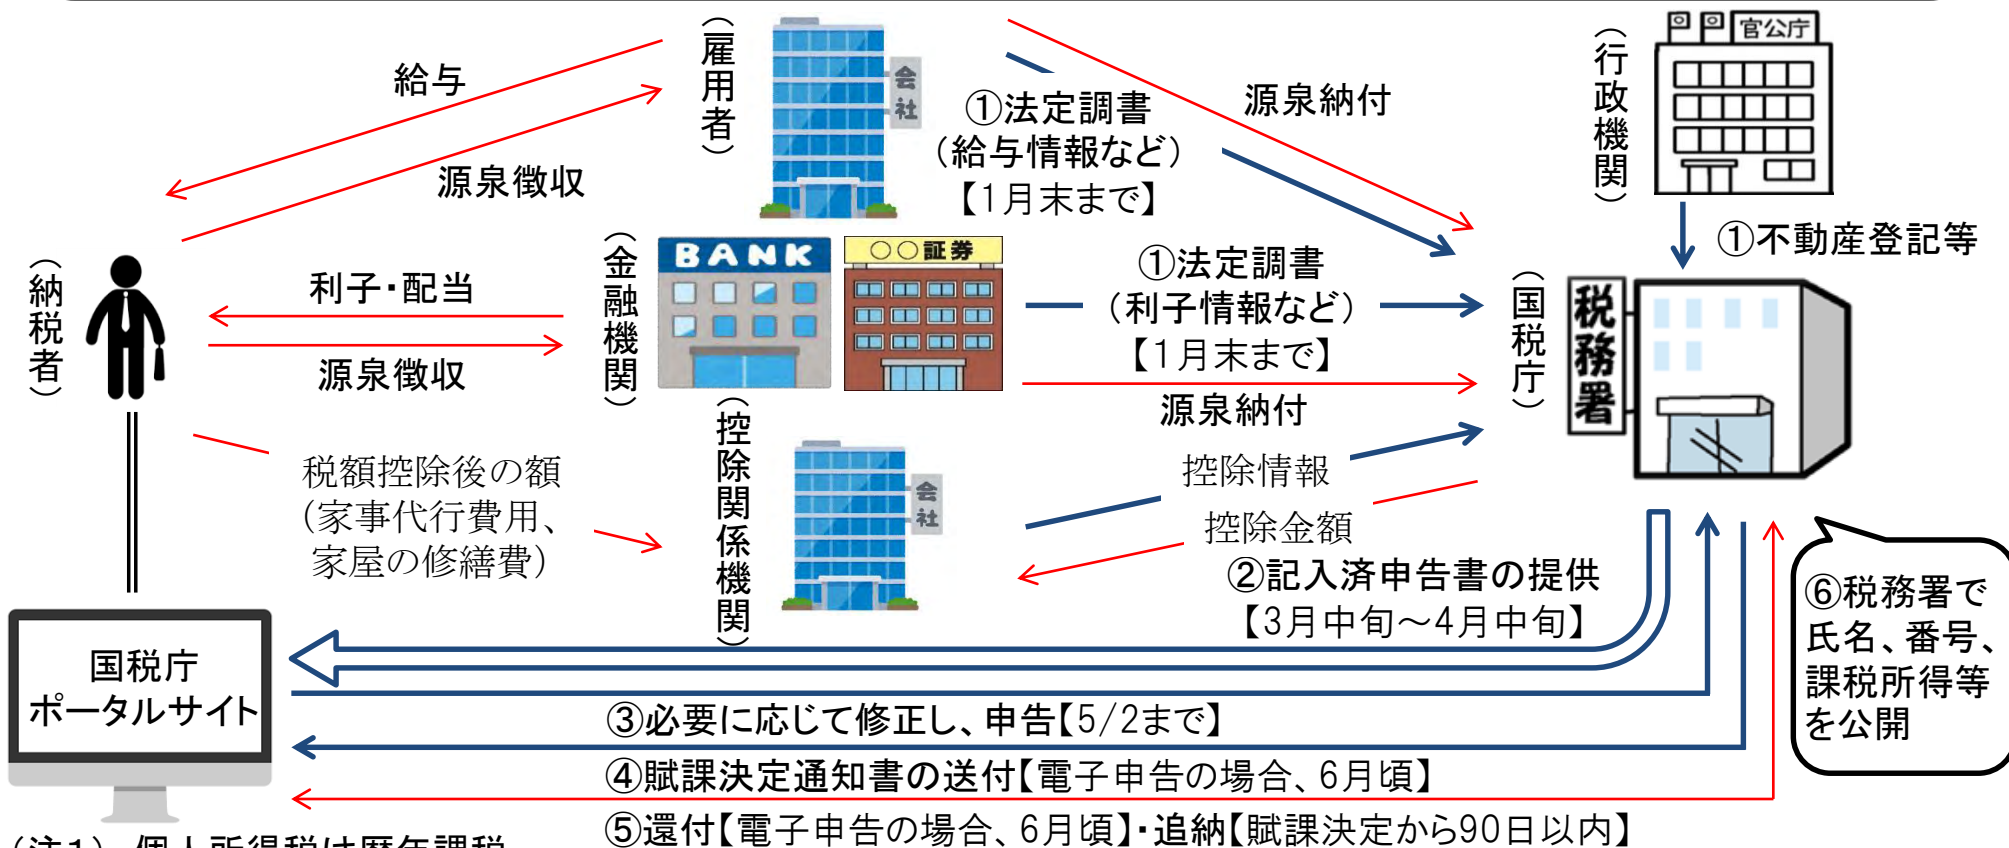 （雇用者）
会社
給与
源泉徴収
①法定調書
（給与情報など）
【1月末まで】
源泉納付
（行政機関）
官公庁
①不動産登記等
（納税者）
利子・配当
源泉徴収
（金融機関）
BANK
○○証券
①法定調書
（利子情報など）
【1月末まで】
源泉納付
（国税庁）
税務署
税額控除後の額
（家事代行費用、
家屋の修繕費）
（控除関係機関）
会社
控除情報
控除金額
②記入済申告書の提供
【3月中旬～4月中旬】
国税庁
ポータルサイト
③必要に応じて修正し、申告【5/2まで】
④賦課決定通知書の送付【電子申告の場合、6月頃】
⑤還付【電子申告の場合、6月頃】・追納【賦課決定から90日以内】
⑥税務署で
氏名、番号、
課税所得等
を公開
（注1） 個人所得税は暦年課税